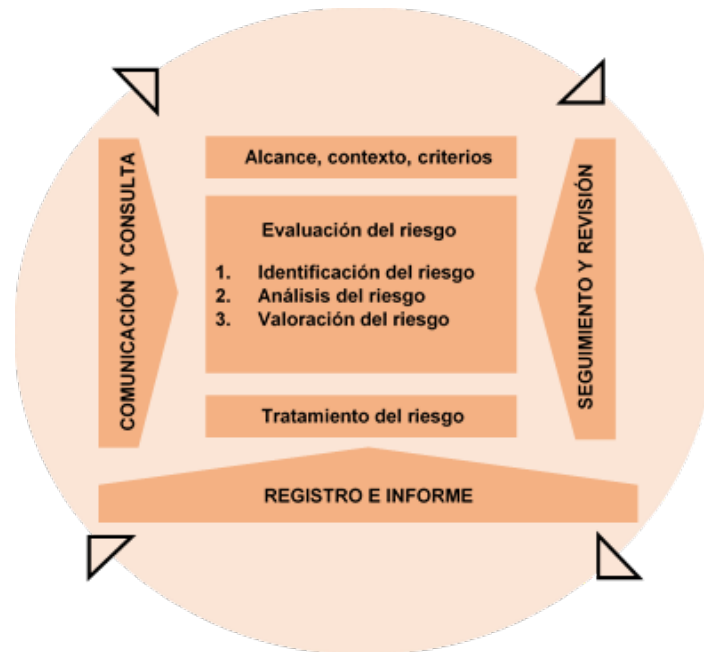 Alcance, contexto, criterios
COMUNICACIÓN Y CONSULTA
Evaluación del riesgo
1. Identificación del riesgo
2. Análisis del riesgo
3. Valoración del riesgo
SEGUIMIENTO Y REVISIÓN
Tratamiento del riesgo
REGISTRO E INFORME